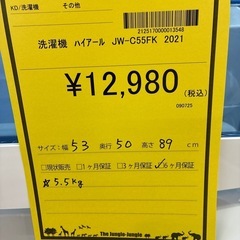 KD/洗濯機 その他
2125170000013548
洗濯機 ハイアール JW-C55FK 2021
¥12,980
(税込)
090725
サイズ:幅 53 奥行 50 高さ 89 cm
□現状販売 □1ヶ月保証 □3ヶ月保証 ☑6ヶ月保証
☆5.5kg
The Jungle-Jungle